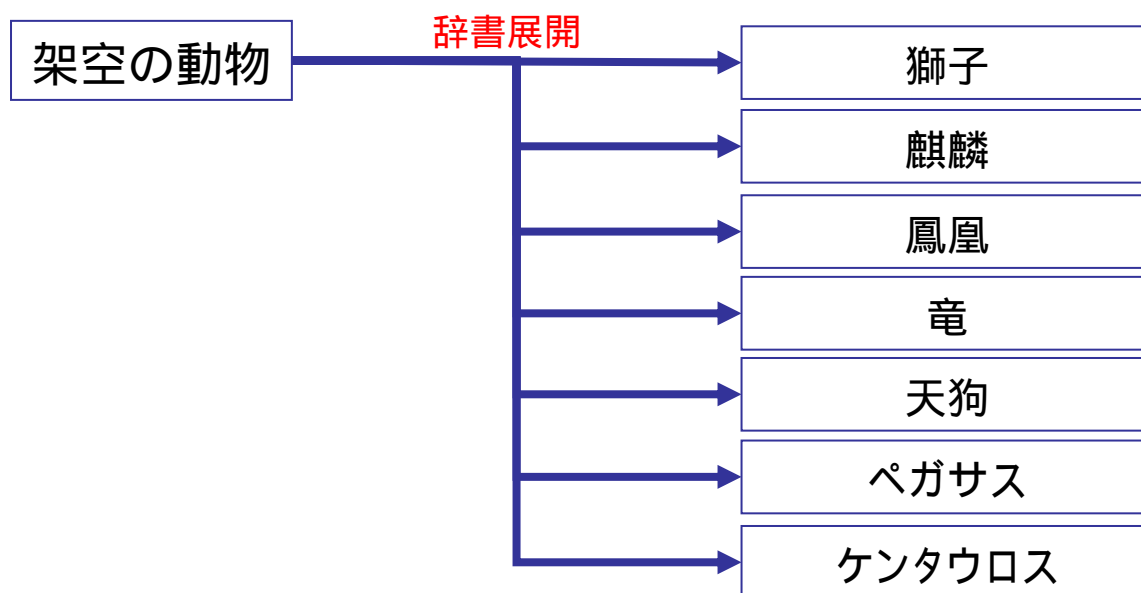 辞書展開
架空の動物
獅子
麒麟
鳳凰
竜
天狗
ペガサス
ケンタウロス